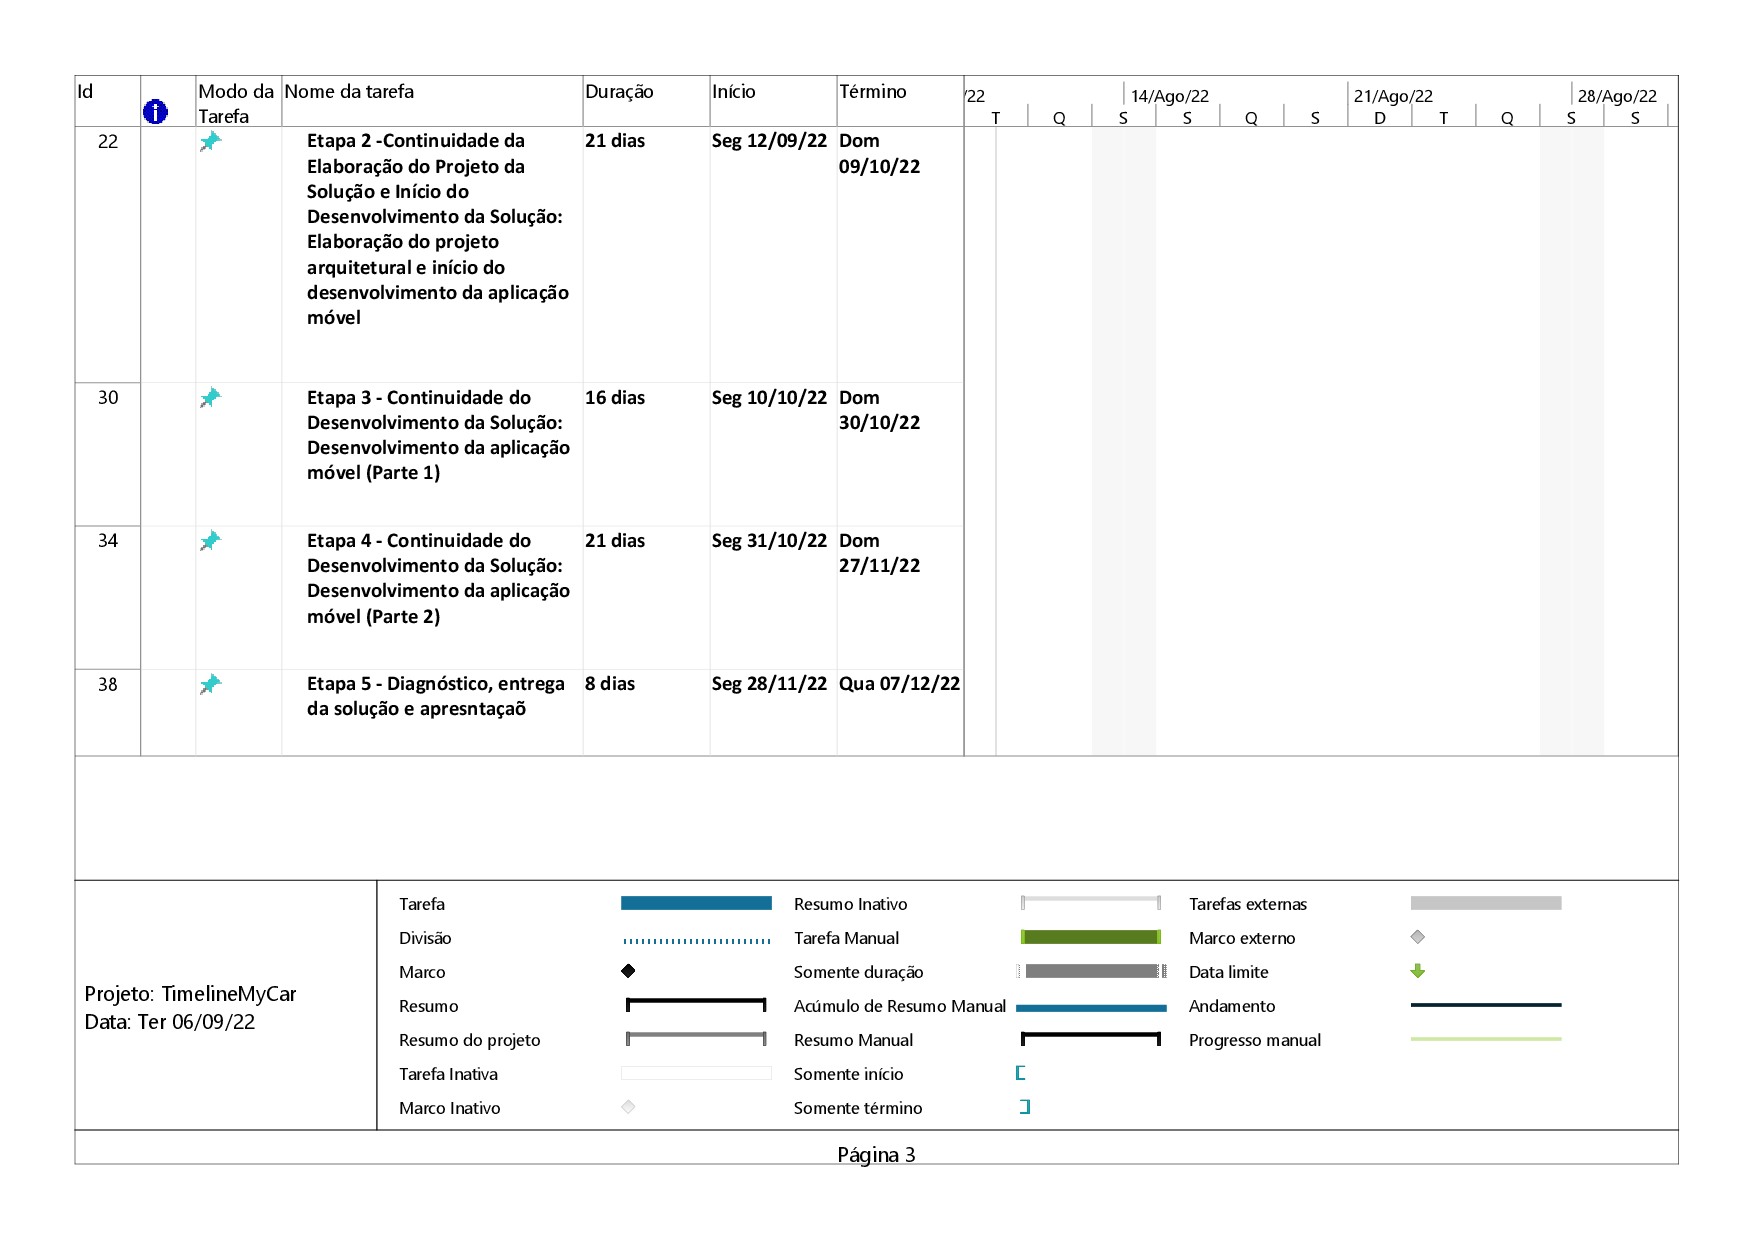 Id
Modo da
Tarefa
Nome da tarefa
Duração
Início
Término
/22
14/Ago/22
21/Ago/22
28/Ago/22
T Q S S Q S D T Q S S
22
Etapa 2 -Continuidade da
Elaboração do Projeto da
Solução e Início do
Desenvolvimento da Solução:
Elaboração do projeto
arquitetural e início do
desenvolvimento da aplicação
móvel
21 dias
Seg 12/09/22
Dom
09/10/22
30
Etapa 3 - Continuidade do
Desenvolvimento da Solução:
Desenvolvimento da aplicação
móvel (Parte 1)
16 dias
Seg 10/10/22
Dom
30/10/22
34
Etapa 4 - Continuidade do
Desenvolvimento da Solução:
Desenvolvimento da aplicação
móvel (Parte 2)
21 dias
Seg 31/10/22
Dom
27/11/22
38
Etapa 5 - Diagnóstico, entrega
da solução e apresntaçaõ
8 dias
Seg 28/11/22
Qua 07/12/22
Projeto: TimelineMyCar
Data: Ter 06/09/22
Tarefa
Divisão
Marco
Resumo
Resumo do projeto
Tarefa Inativa
Marco Inativo
Resumo Inativo
Tarefa Manual
Somente duração
Acúmulo de Resumo Manual
Resumo Manual
Somente início
Somente término
Tarefas externas
Marco externo
Data limite
Andamento
Progresso manual
Página 3